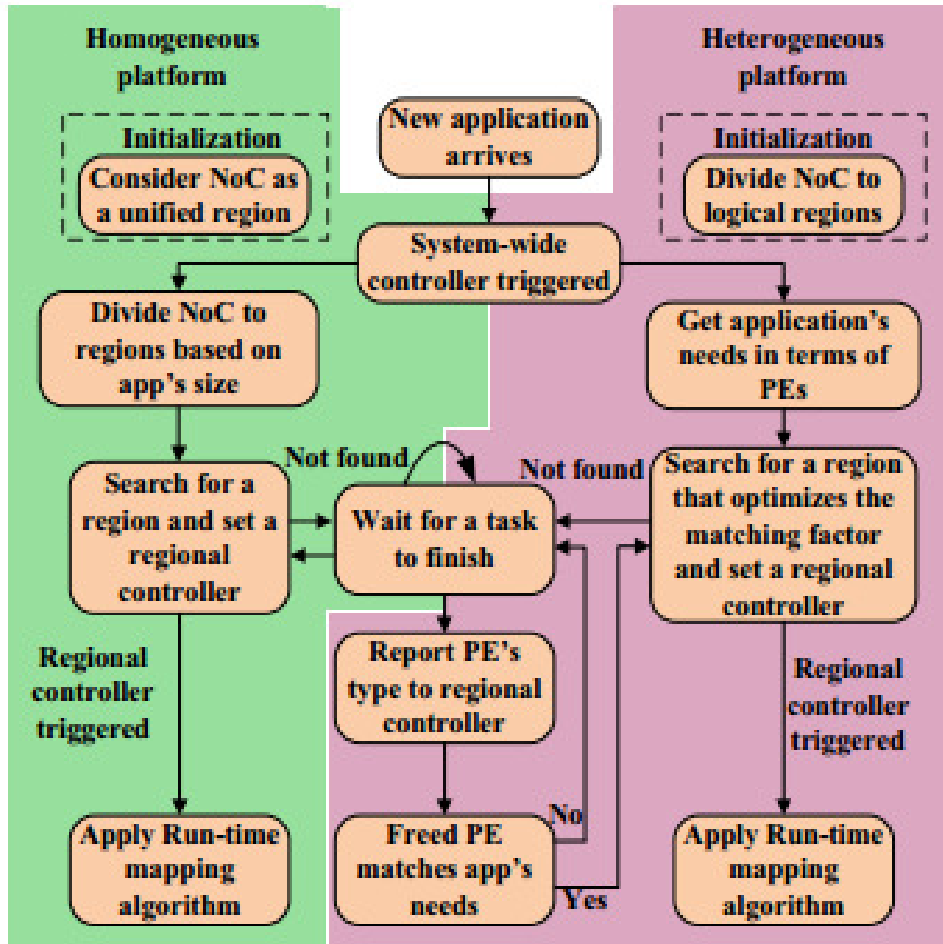 Homogeneous
platform
Heterogeneous
platform
New application
arrives
Initialization
Consider NoC as
a unified region
Initialization
Divide NoC to
logical regions
System-wide
controller triggered
Divide NoC to
regions based on
app's size
Get application's
needs in terms of
PEs
Not found
Not found
Search for a
region and set a
regional
controller
Wait for a task
to finish
Search for a region
that optimizes the
matching factor
and set a regional
controller
Regional
controller
triggered
Report PE's
type to regional
controller
Regional
controller
triggered
No
Apply Run-time
mapping
algorithm
Freed PE
matches app's
needs
Yes
Apply Run-time
mapping
algorithm